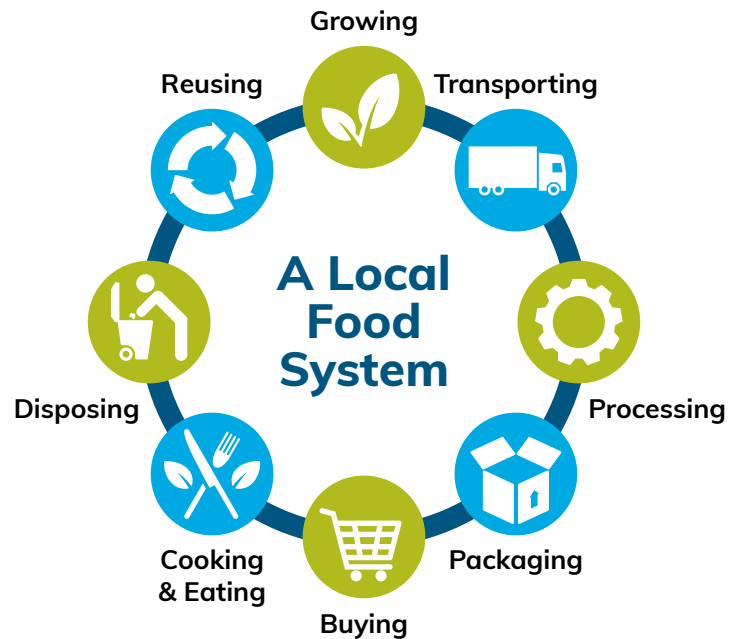 Growing
Reusing
Transporting
A Local
Food
System
Disposing
Processing
Cooking
& Eating
Packaging
Buying